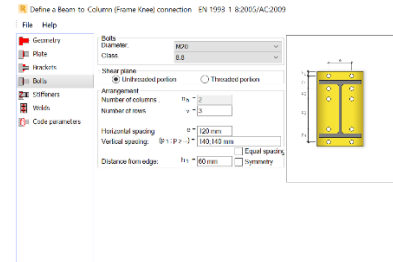 Define a Beam to Column (Frame Knee) connection EN 1993 1 8:2005/AC:2009
File Help
Geometry
Plate
Brackets
Bolts
Stiffeners
Welds
Code parameters
Bolts
Diameter. M20
Class 8.8
Shear plane
Unthreaded portion Threaded portion
Arrangement
Number of columns = 2
Number of rows. = 3
Horizontal spacing = 120 mm
Vertical spacing: = 140,140 mm
Equal spacing
Distance from edge: = 60 mm Symmetry